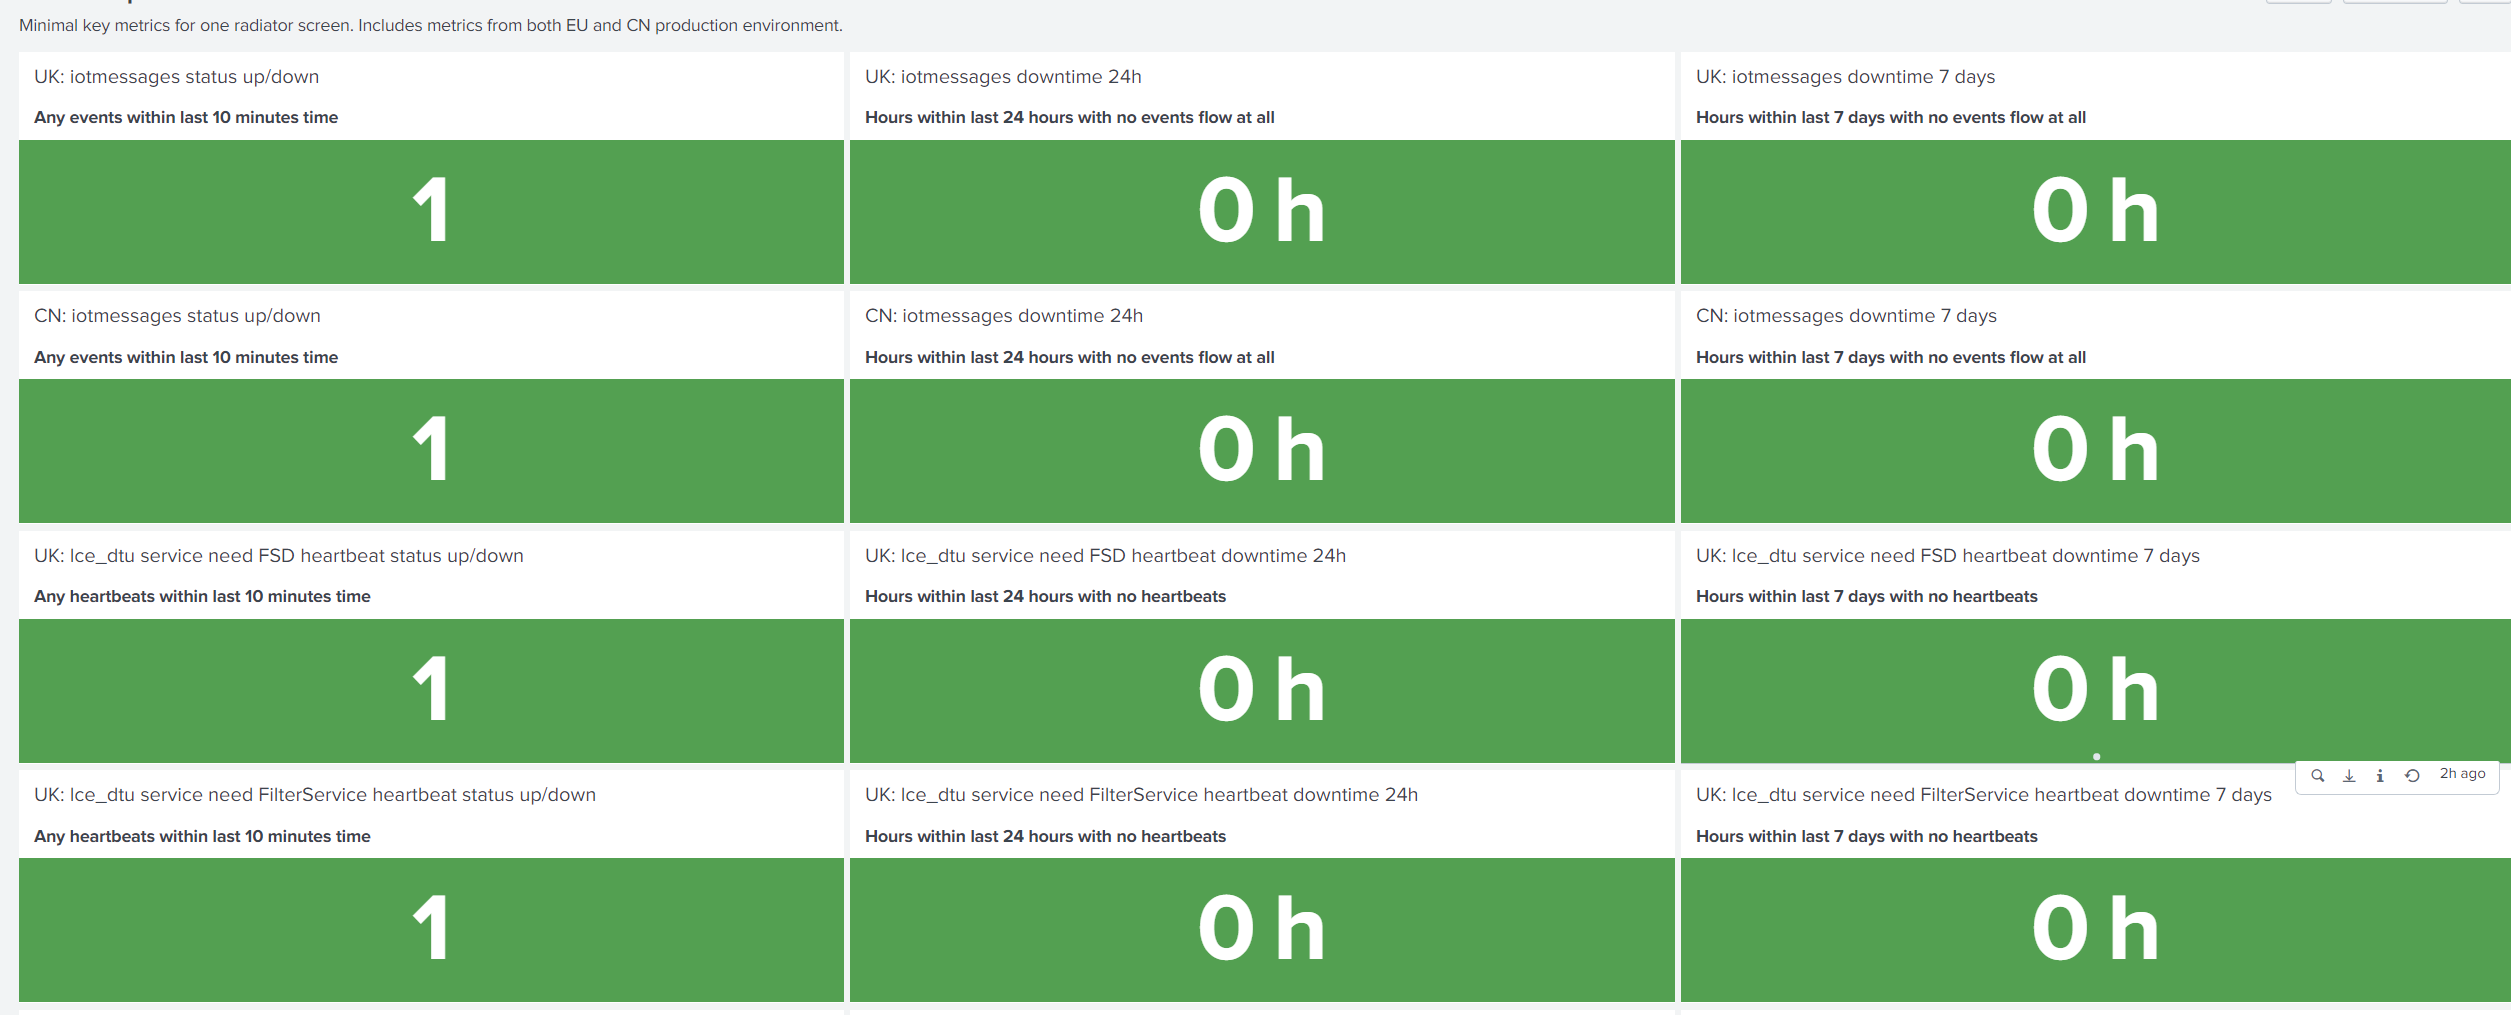 Minimal key metrics for one radiator screen. Includes metrics from both EU and CN production environment.
UK: iotmessages status up/down
Any events within last 10 minutes time
1
UK: iotmessages downtime 24h
Hours within last 24 hours with no events flow at all
0 h
UK: iotmessages downtime 7 days
Hours within last 7 days with no events flow at all
0 h
CN: iotmessages status up/down
Any events within last 10 minutes time
1
CN: iotmessages downtime 24h
Hours within last 24 hours with no events flow at all
0 h
CN: iotmessages downtime 7 days
Hours within last 7 days with no events flow at all
0 h
UK: lce_dtu service need FSD heartbeat status up/down
Any heartbeats within last 10 minutes time
1
UK: lce_dtu service need FSD heartbeat downtime 24h
Hours within last 24 hours with no heartbeats
0 h
UK: lce_dtu service need FSD heartbeat downtime 7 days
Hours within last 7 days with no heartbeats
0 h
2h ago
UK: lce_dtu service need FilterService heartbeat status up/down
Any heartbeats within last 10 minutes time
1
UK: lce_dtu service need FilterService heartbeat downtime 24h
Hours within last 24 hours with no heartbeats
0 h
UK: lce_dtu service need FilterService heartbeat downtime 7 days
Hours within last 7 days with no heartbeats
0 h